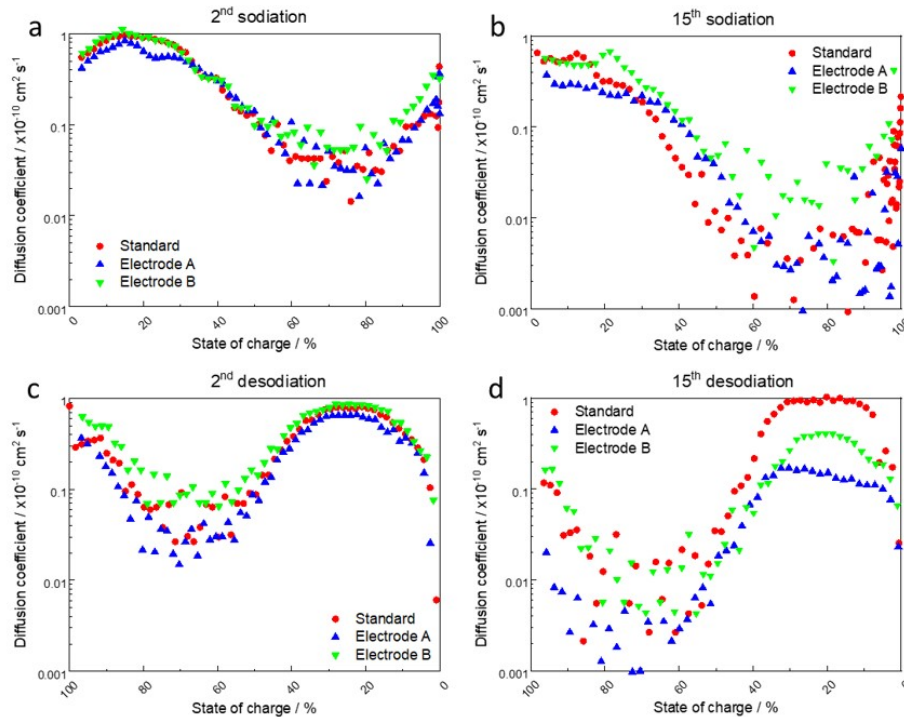 a
2nd sodiation
Diffusion coefficient / x10-10 cm2 s-1
1
0.1
0.01
0.001
Standard
Electrode A
Electrode B
0
20
40
60
80
100
State of charge / %
b
15th sodiation
Diffusion coefficient / x10-10 cm2 s-1
1
0.1
0.01
0.001
Standard
Electrode A
Electrode B
0
20
40
60
80
100
State of charge / %
c
2nd desodiation
Diffusion coefficient / x10-10 cm2 s-1
1
0.1
0.01
0.001
Standard
Electrode A
Electrode B
100
80
60
40
20
0
State of charge / %
d
15th desodiation
Diffusion coefficient / x10-10 cm2 s-1
1
0.1
0.01
0.001
Standard
Electrode A
Electrode B
100
80
60
40
20
0
State of charge / %